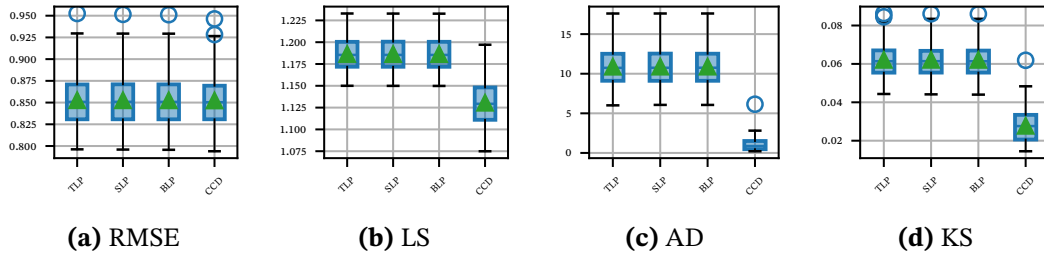 0.950
0.925
0.900
0.875
0.850
0.825
0.800
TLP
SLP
BLP
CCD
(a) RMSE
1.225
1.200
1.175
1.150
1.125
1.100
1.075
TLP
SLP
BLP
CCD
(b) LS
15
10
5
0
TLP
SLP
BLP
CCD
(c) AD
0.08
0.06
0.04
0.02
TLP
SLP
BLP
CCD
(d) KS